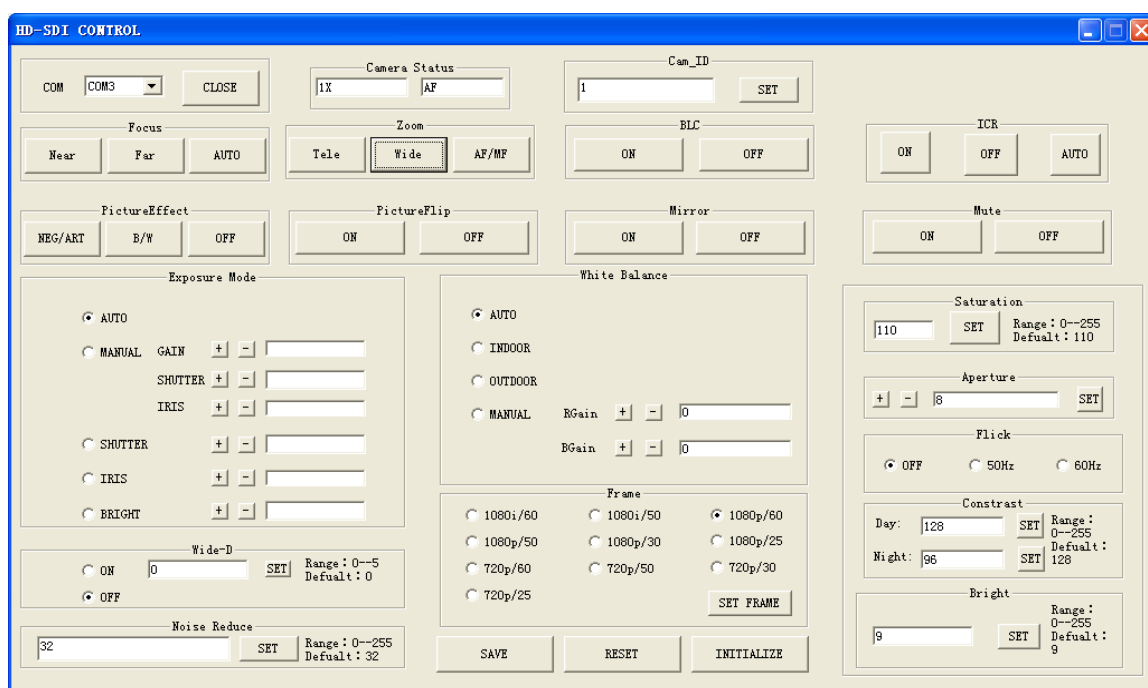 HD-SDI CONTROL
COM COM3 CLOSE
Camera Status
1X AF
Cam_ID
1 SET
Focus
Near Far AUTO
Zoom
Tele Wide AF/MF
BLC
ON OFF
ICR
ON OFF AUTO
PictureEffect
NEG/ART B/W OFF
PictureFlip
ON OFF
Mirror
ON OFF
Mute
ON OFF
Exposure Mode
AUTO
MANUAL GAIN + -
SHUTTER + -
IRIS + -
SHUTTER + -
IRIS + -
BRIGHT + -
White Balance
AUTO
INDOOR
OUTDOOR
MANUAL RGain + - 0
BGain + - 0
Saturation
110 SET Range:0--255
Defualt:110
Aperture
+ - 8 SET
Flick
OFF 50Hz 60Hz
Constrast
Day: 128 SET
Night: 96 SET
Range:
0--255
Defualt:
128
Bright
9 SET
Range:
0--255
Defualt:
9
Wide-D
ON 0 SET Range:0--5
Defualt:0
OFF
Noise Reduce
32 SET Range:0--255
Defualt:32
Frame
1080i/60 1080i/50 1080p/60
1080p/50 1080p/30 1080p/25
720p/60 720p/50 720p/30
720p/25 SET FRAME
SAVE RESET INITIALIZE